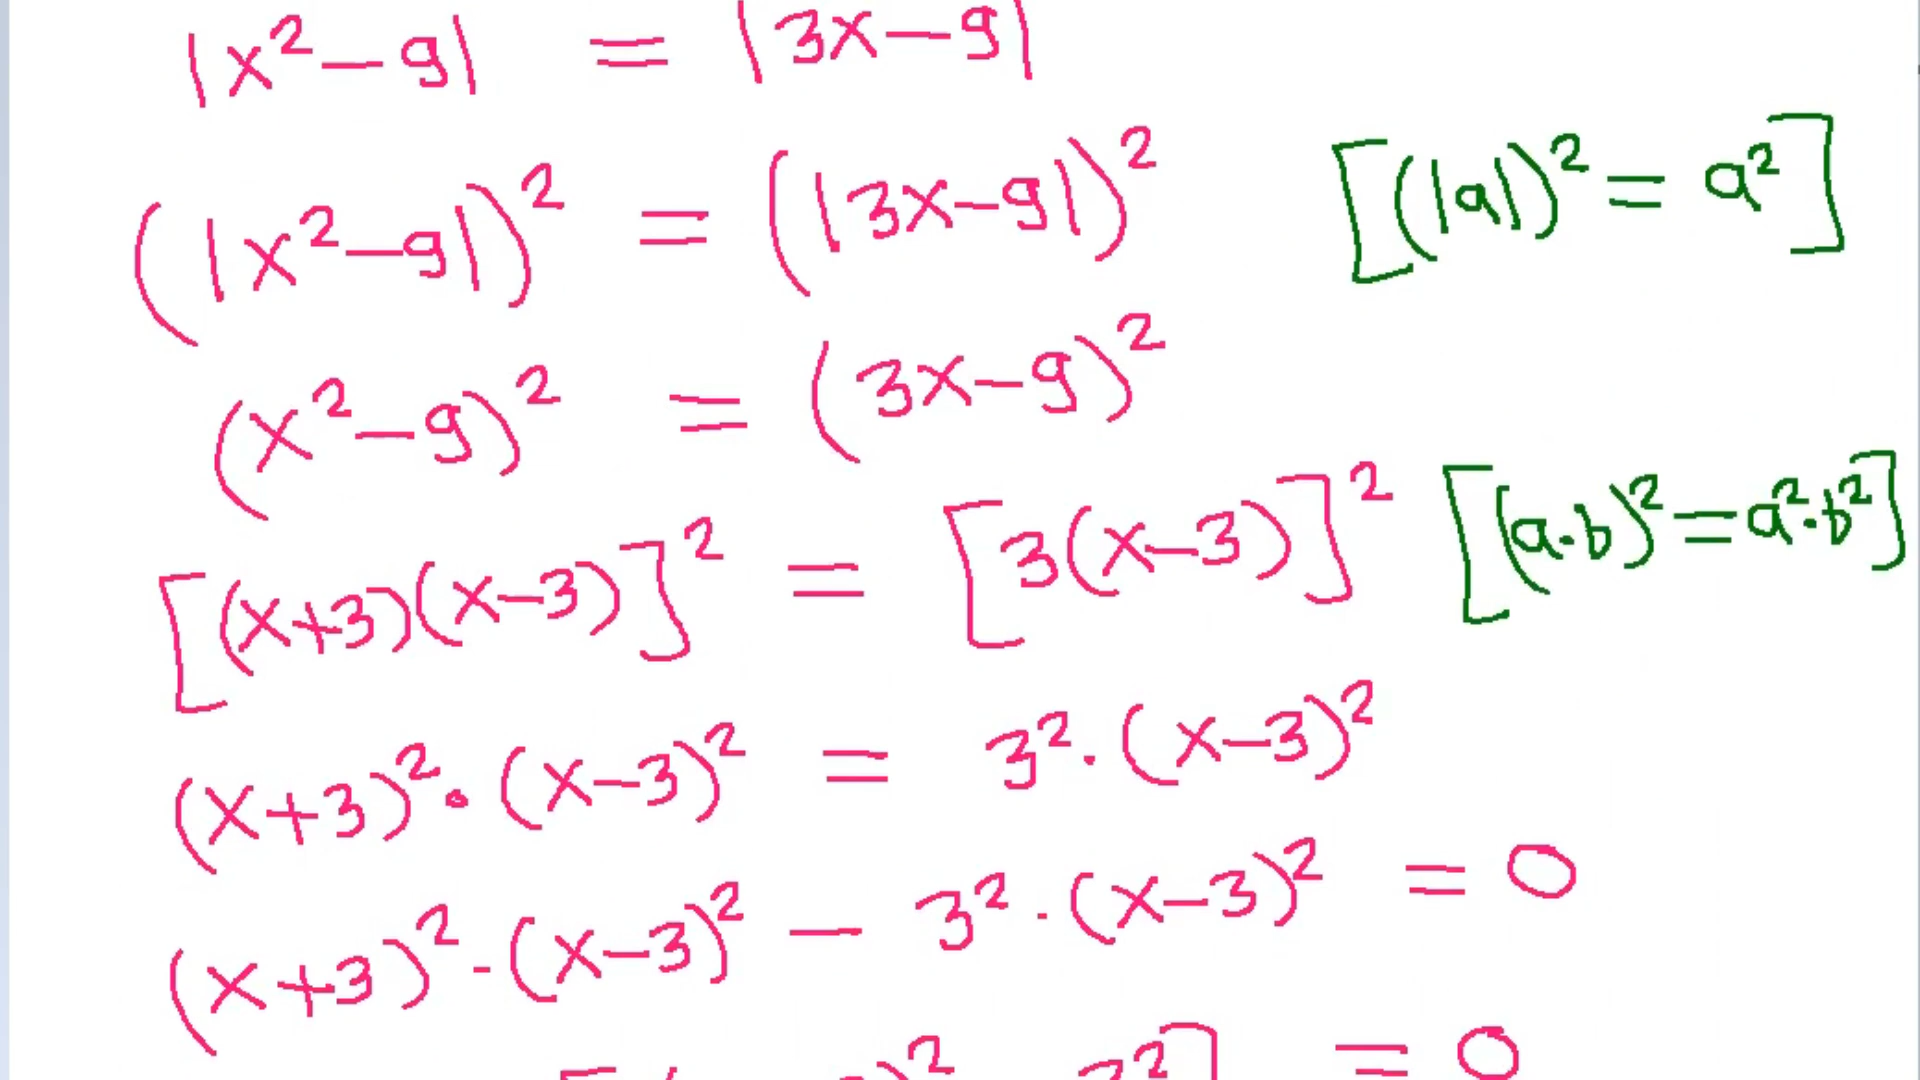 |x²-9| = |3x-9|
(|x²-9|)² = (|3x-9|)² [(|a|)² = a²]
(x²-9)² = (3x-9)²
[(x+3)(x-3)]² = [3(x-3)]² [(a·b)² = a²·b²]
(x+3)²·(x-3)² = 3²·(x-3)²
(x+3)²·(x-3)² - 3²·(x-3)² = 0
= 0